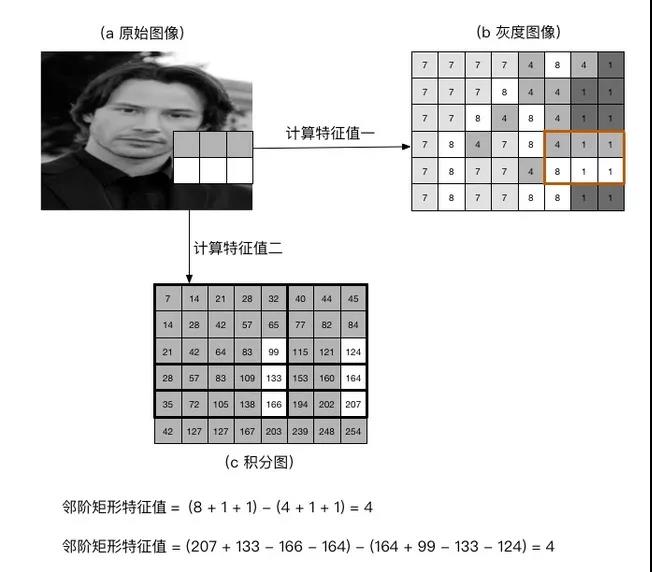 (a 原始图像)
(b 灰度图像)
7 7 7 7 4 8 4 1
7 7 7 8 4 4 1 1
7 7 8 4 8 4 1 1
计算特征值一
7 8 4 7 8 4 1 1
7 8 7 7 4 8 1 1
7 8 7 7 8 8 1 1
计算特征值二
7 14 21 28 32 40 44 45
14 28 42 57 65 77 82 84
21 42 64 83 99 115 121 124
28 57 83 109 133 153 160 164
35 72 105 138 166 194 202 207
42 127 127 167 203 239 248 254
(c 积分图)
邻阶矩形特征值 = (8 + 1 + 1) − (4 + 1 + 1) = 4
邻阶矩形特征值 = (207 + 133 − 166 − 164) − (164 + 99 − 133 − 124) = 4